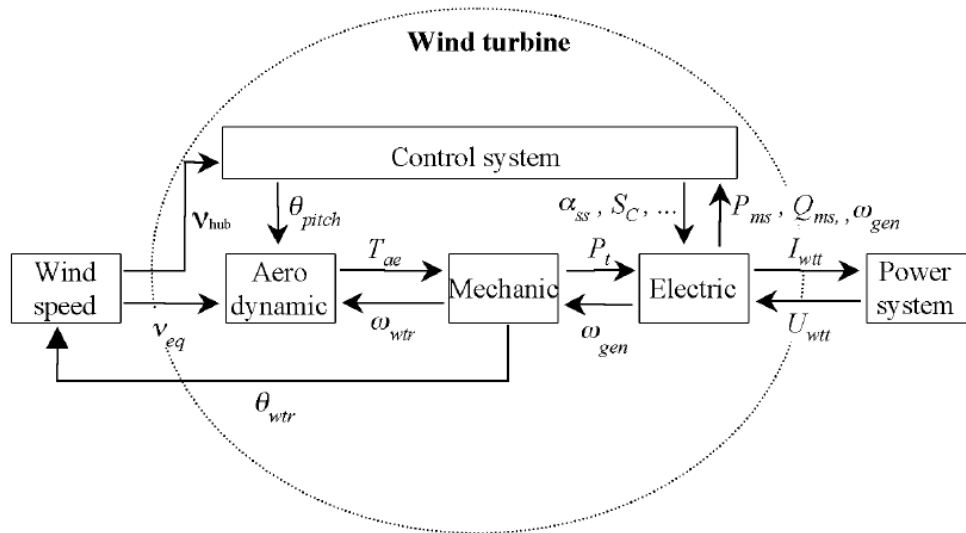 Wind turbine
Control system
ν_hub
θ_pitch
α_ss , S_C, ...
P_ms , Q_ms, ,ω_gen
Wind
speed
ν_eq
Aero
dynamic
T_ae
ω_wtr
Mechanic
P_t
ω_gen
Electric
I_wtt
U_wtt
Power
system
θ_wtr